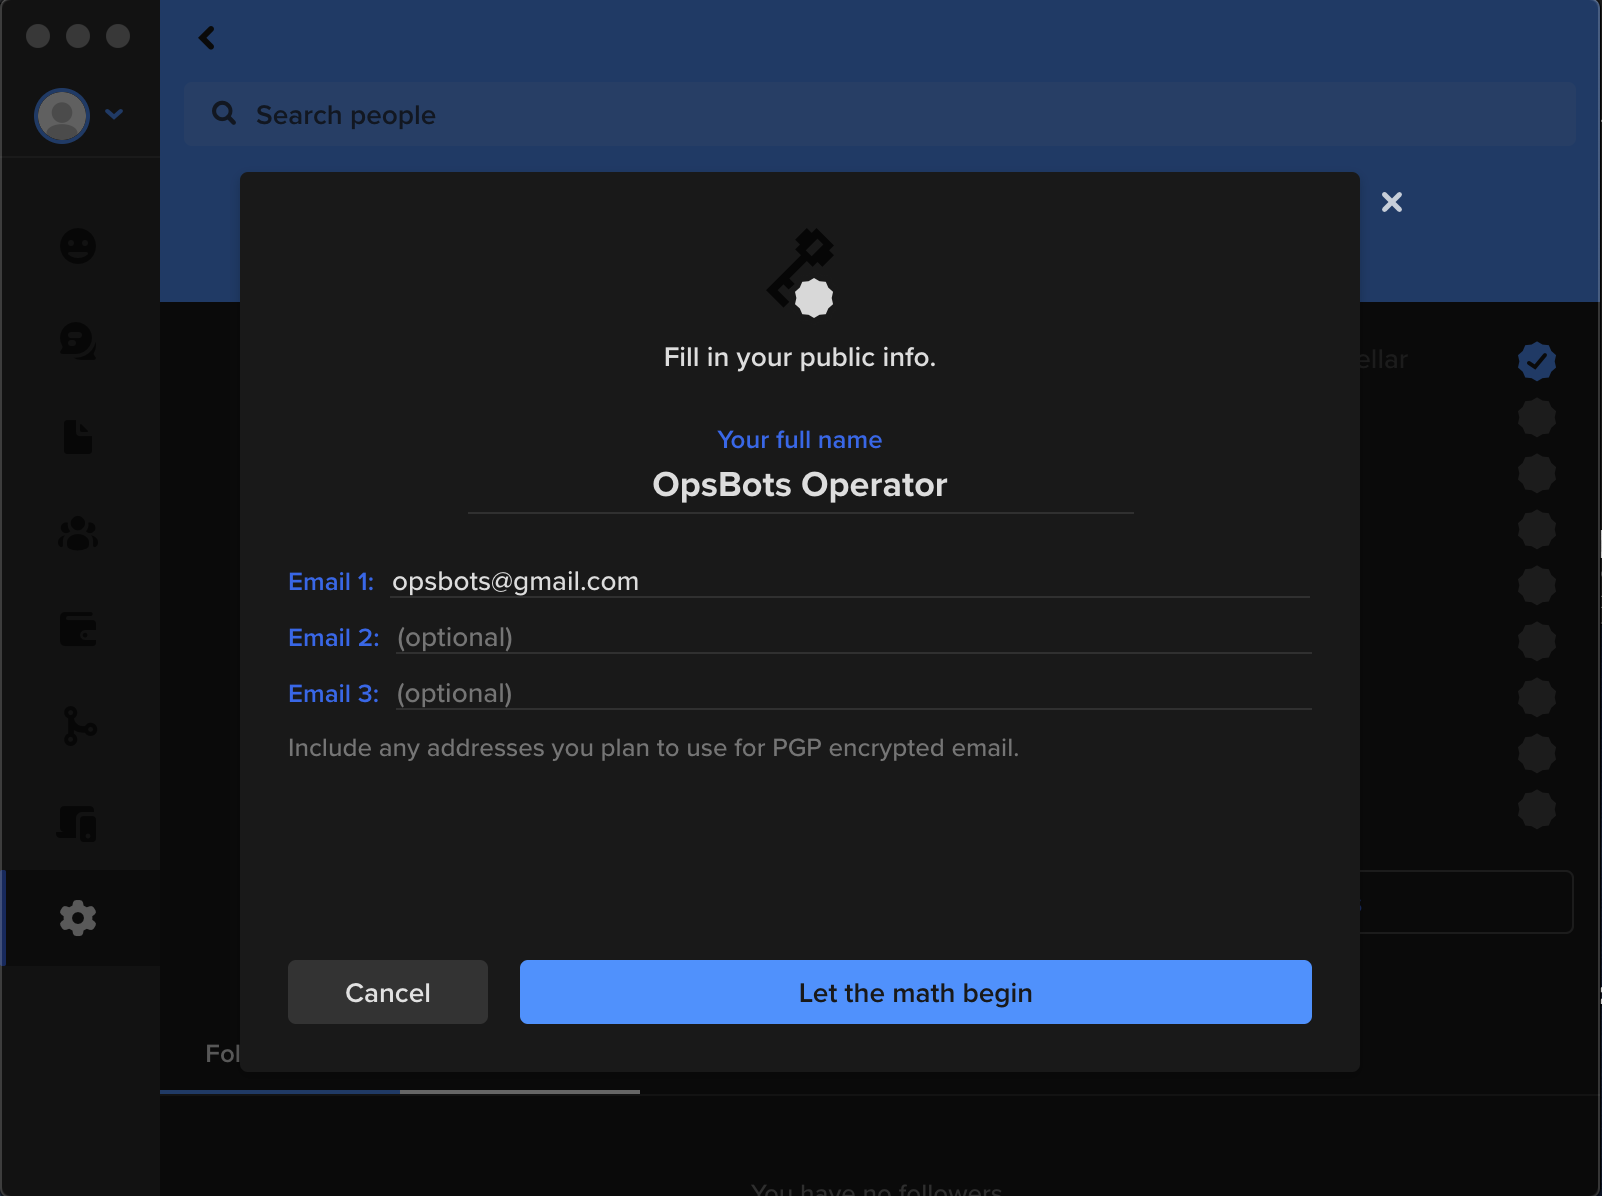 Search people
Fill in your public info.
ellar
Your full name
OpsBots Operator
Email 1: opsbots@gmail.com
Email 2: (optional)
Email 3: (optional)
Include any addresses you plan to use for PGP encrypted email.
Cancel
Let the math begin
Fol
You have no followers